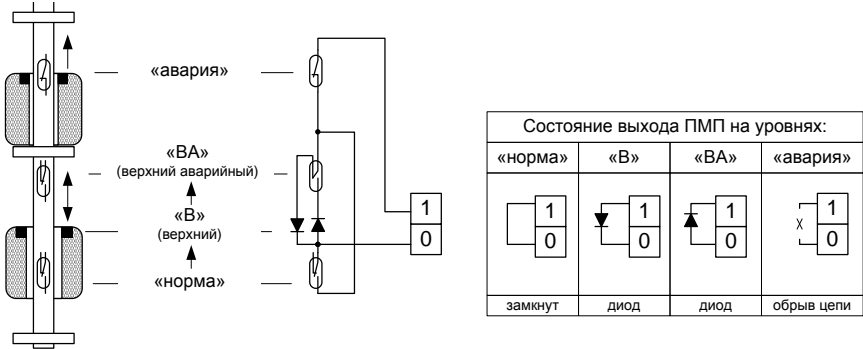 «авария»
«ВА»
(верхний аварийный)
«В»
(верхний)
«норма»
1
0
Состояние выхода ПМП на уровнях:
«норма» «В» «ВА» «авария»
1 1 1 1
0 0 0 x 0
замкнут диод диод обрыв цепи